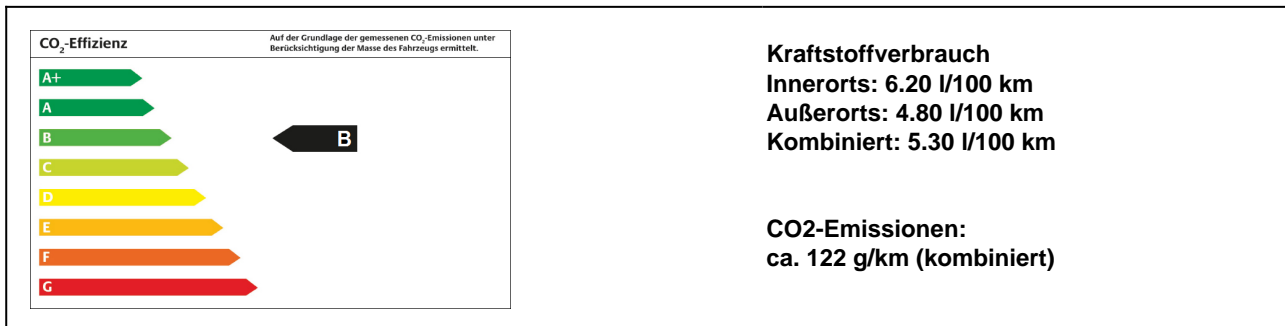 CO₂-Effizienz
Auf der Grundlage der gemessenen CO₂-Emissionen unter
Berücksichtigung der Masse des Fahrzeugs ermittelt.
A+
A
B
B
C
D
E
F
G
Kraftstoffverbrauch
Innerorts: 6.20 l/100 km
Außerorts: 4.80 l/100 km
Kombiniert: 5.30 l/100 km
CO2-Emissionen:
ca. 122 g/km (kombiniert)